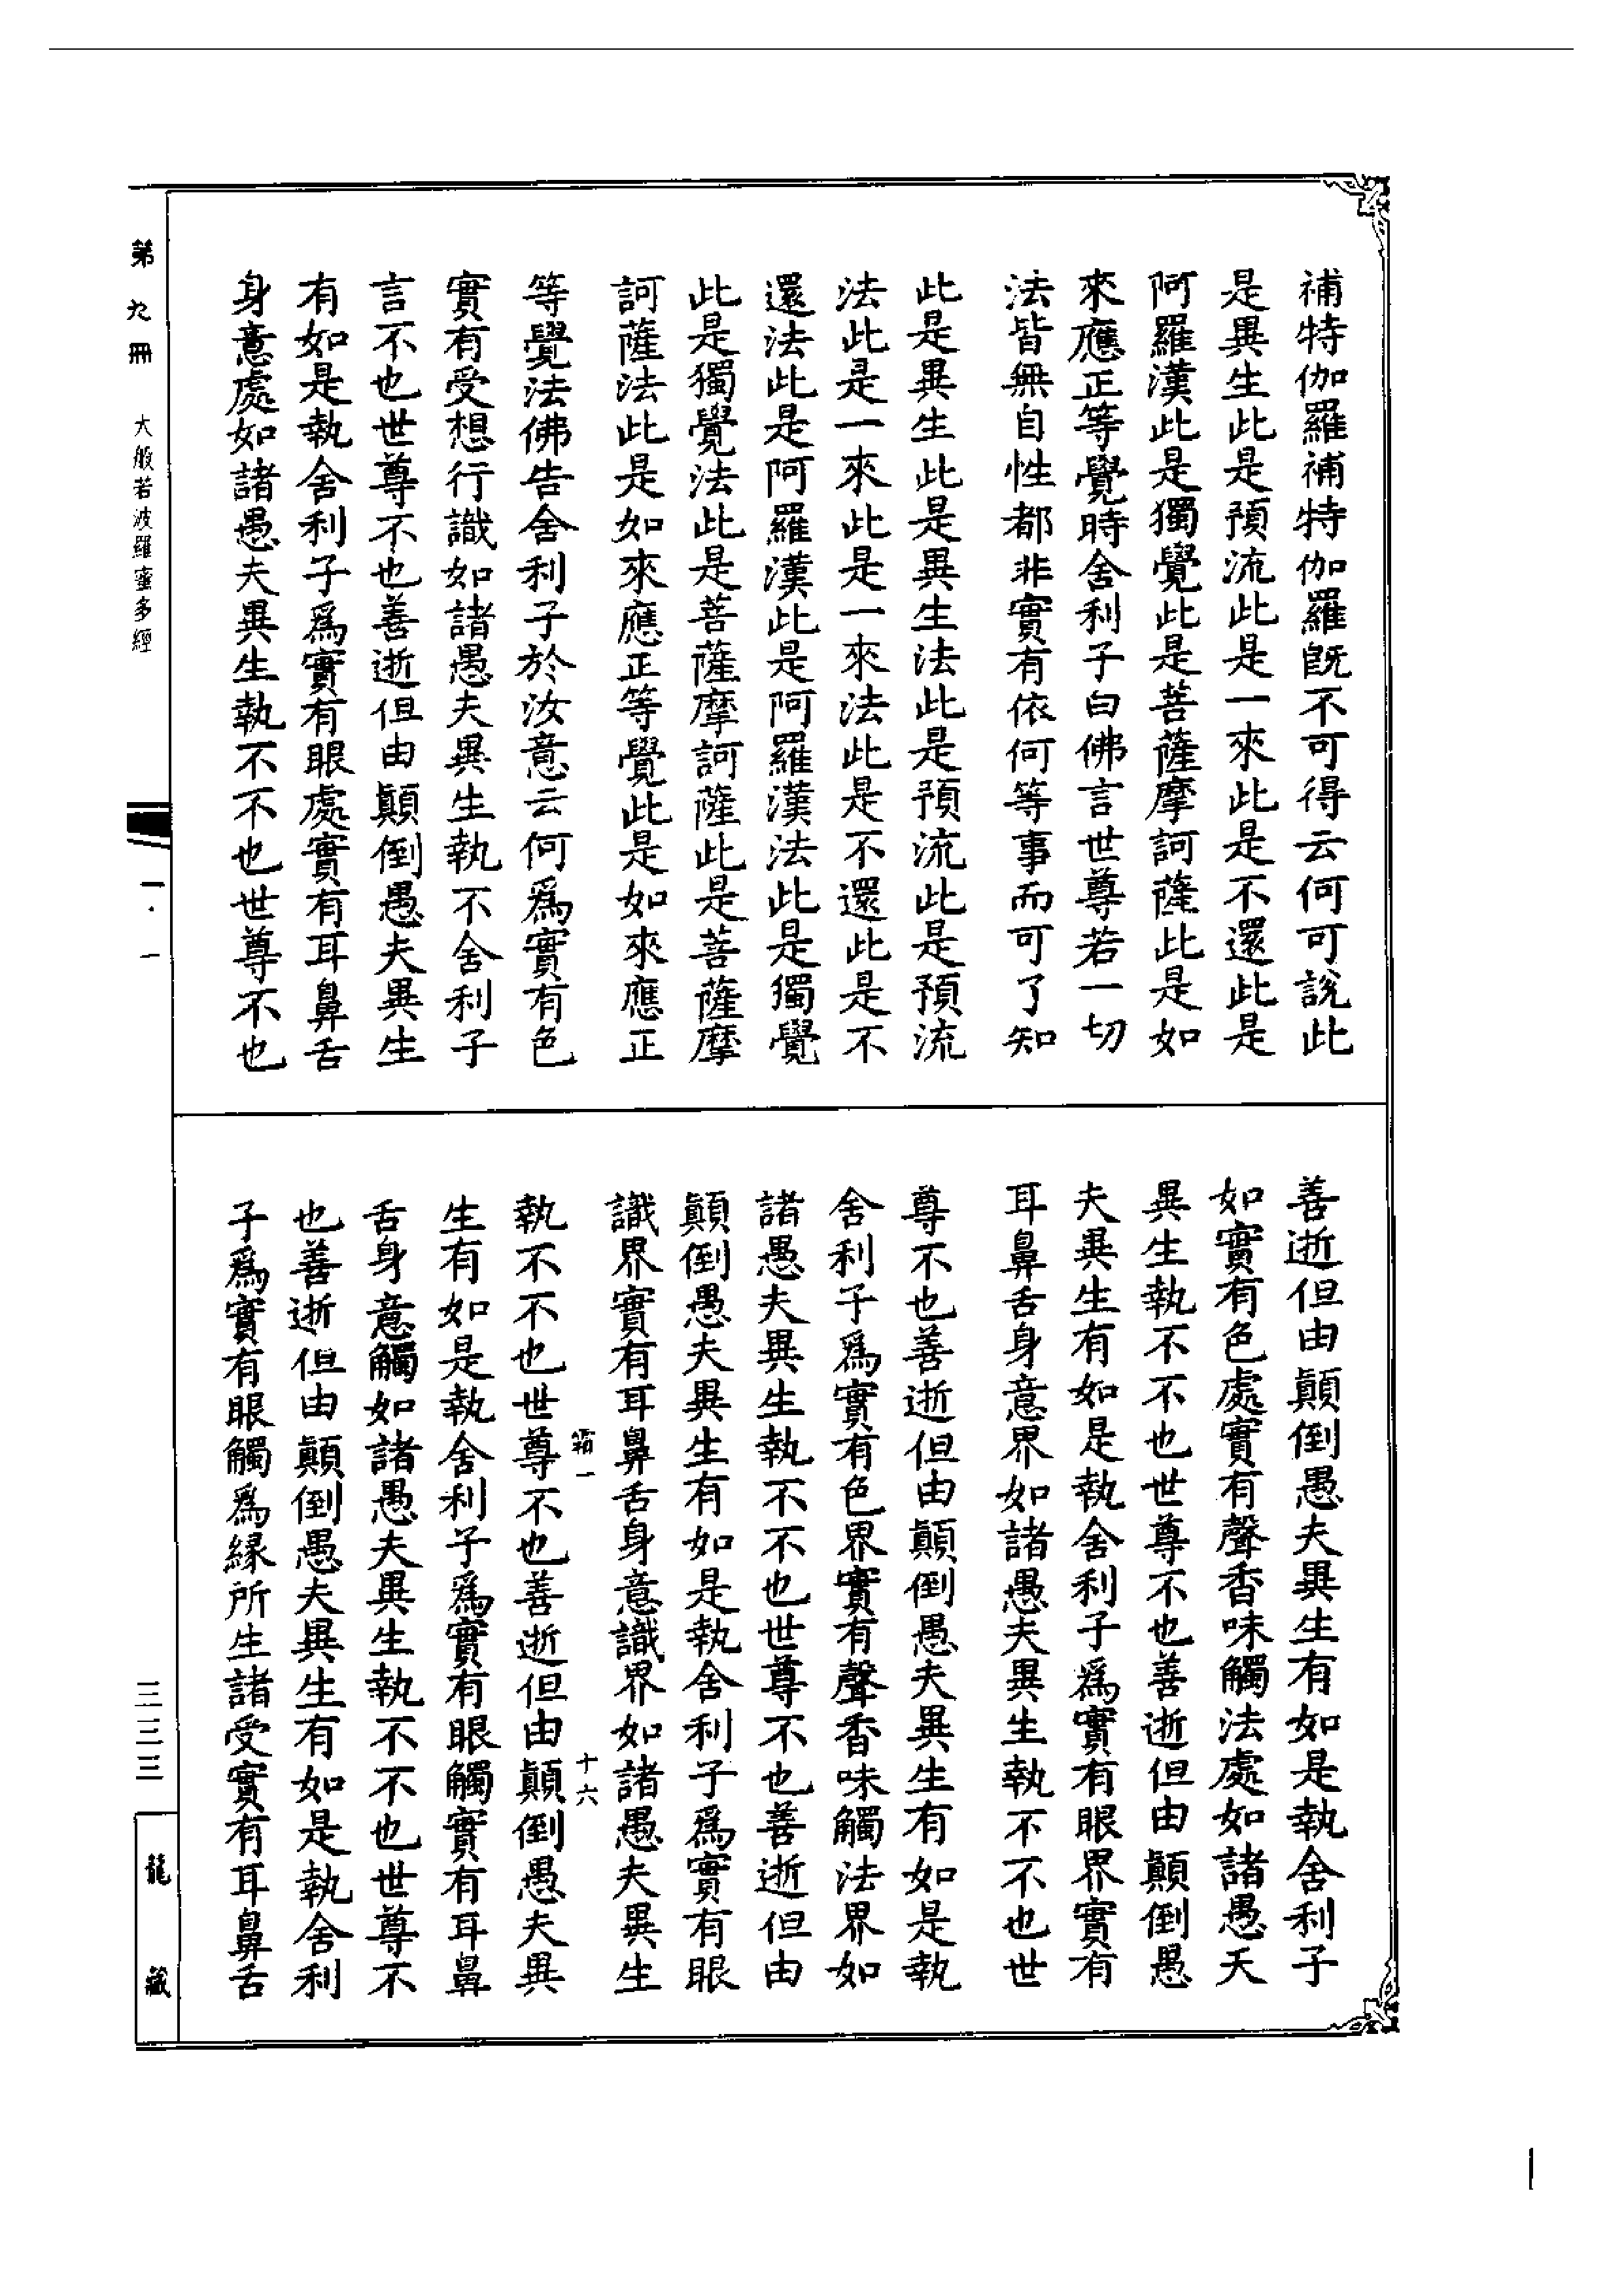 補特伽羅補特伽羅旣不可得云何可說此
是異生此是預流此是一來此是不還此是
阿羅漢此是獨覺此是菩薩摩訶薩此是如
來應正等覺時舍利子白佛言世尊若一切
法皆無自性都非實有依何等事而可了知
此是異生此是異生法此是預流此是預流
法此是一來此是一來法此是不還此是不
還法此是阿羅漢此是阿羅漢法此是獨覺
此是獨覺法此是菩薩摩訶薩此是菩薩摩
訶薩法此是如來應正等覺此是如來應正
等覺法佛告舍利子於汝意云何爲實有色
實有受想行識如諸愚夫異生執不舍利子
言不也世尊不也善逝但由顛倒愚夫異生
有如是執舍利子爲實有眼處實有耳鼻舌
身意處如諸愚夫異生執不不也世尊不也
善逝但由顛倒愚夫異生有如是執舍利子
如實有色處實有聲香味觸法處如諸愚天
異生執不不也世尊不也善逝但由顛倒愚
夫異生有如是執舍利子爲實有眼界實有
耳鼻舌身意界如諸愚夫異生執不不也世
尊不也善逝但由顛倒愚夫異生有如是執
舍利子爲實有色界實有聲香味觸法界如
諸愚夫異生執不不也世尊不也善逝但由
顛倒愚夫異生有如是執舍利子爲實有眼
識界實有耳鼻舌身意識界如諸愚夫異生
霜一 十六
執不不也世尊不也善逝但由顛倒愚夫異
生有如是執舍利子爲實有眼觸實有耳鼻
舌身意觸如諸愚夫異生執不不也世尊不
也善逝但由顛倒愚夫異生有如是執舍利
子爲實有眼觸爲緣所生諸受實有耳鼻舌
第九冊 大般若波羅蜜多經 一·一 三三三 龍藏